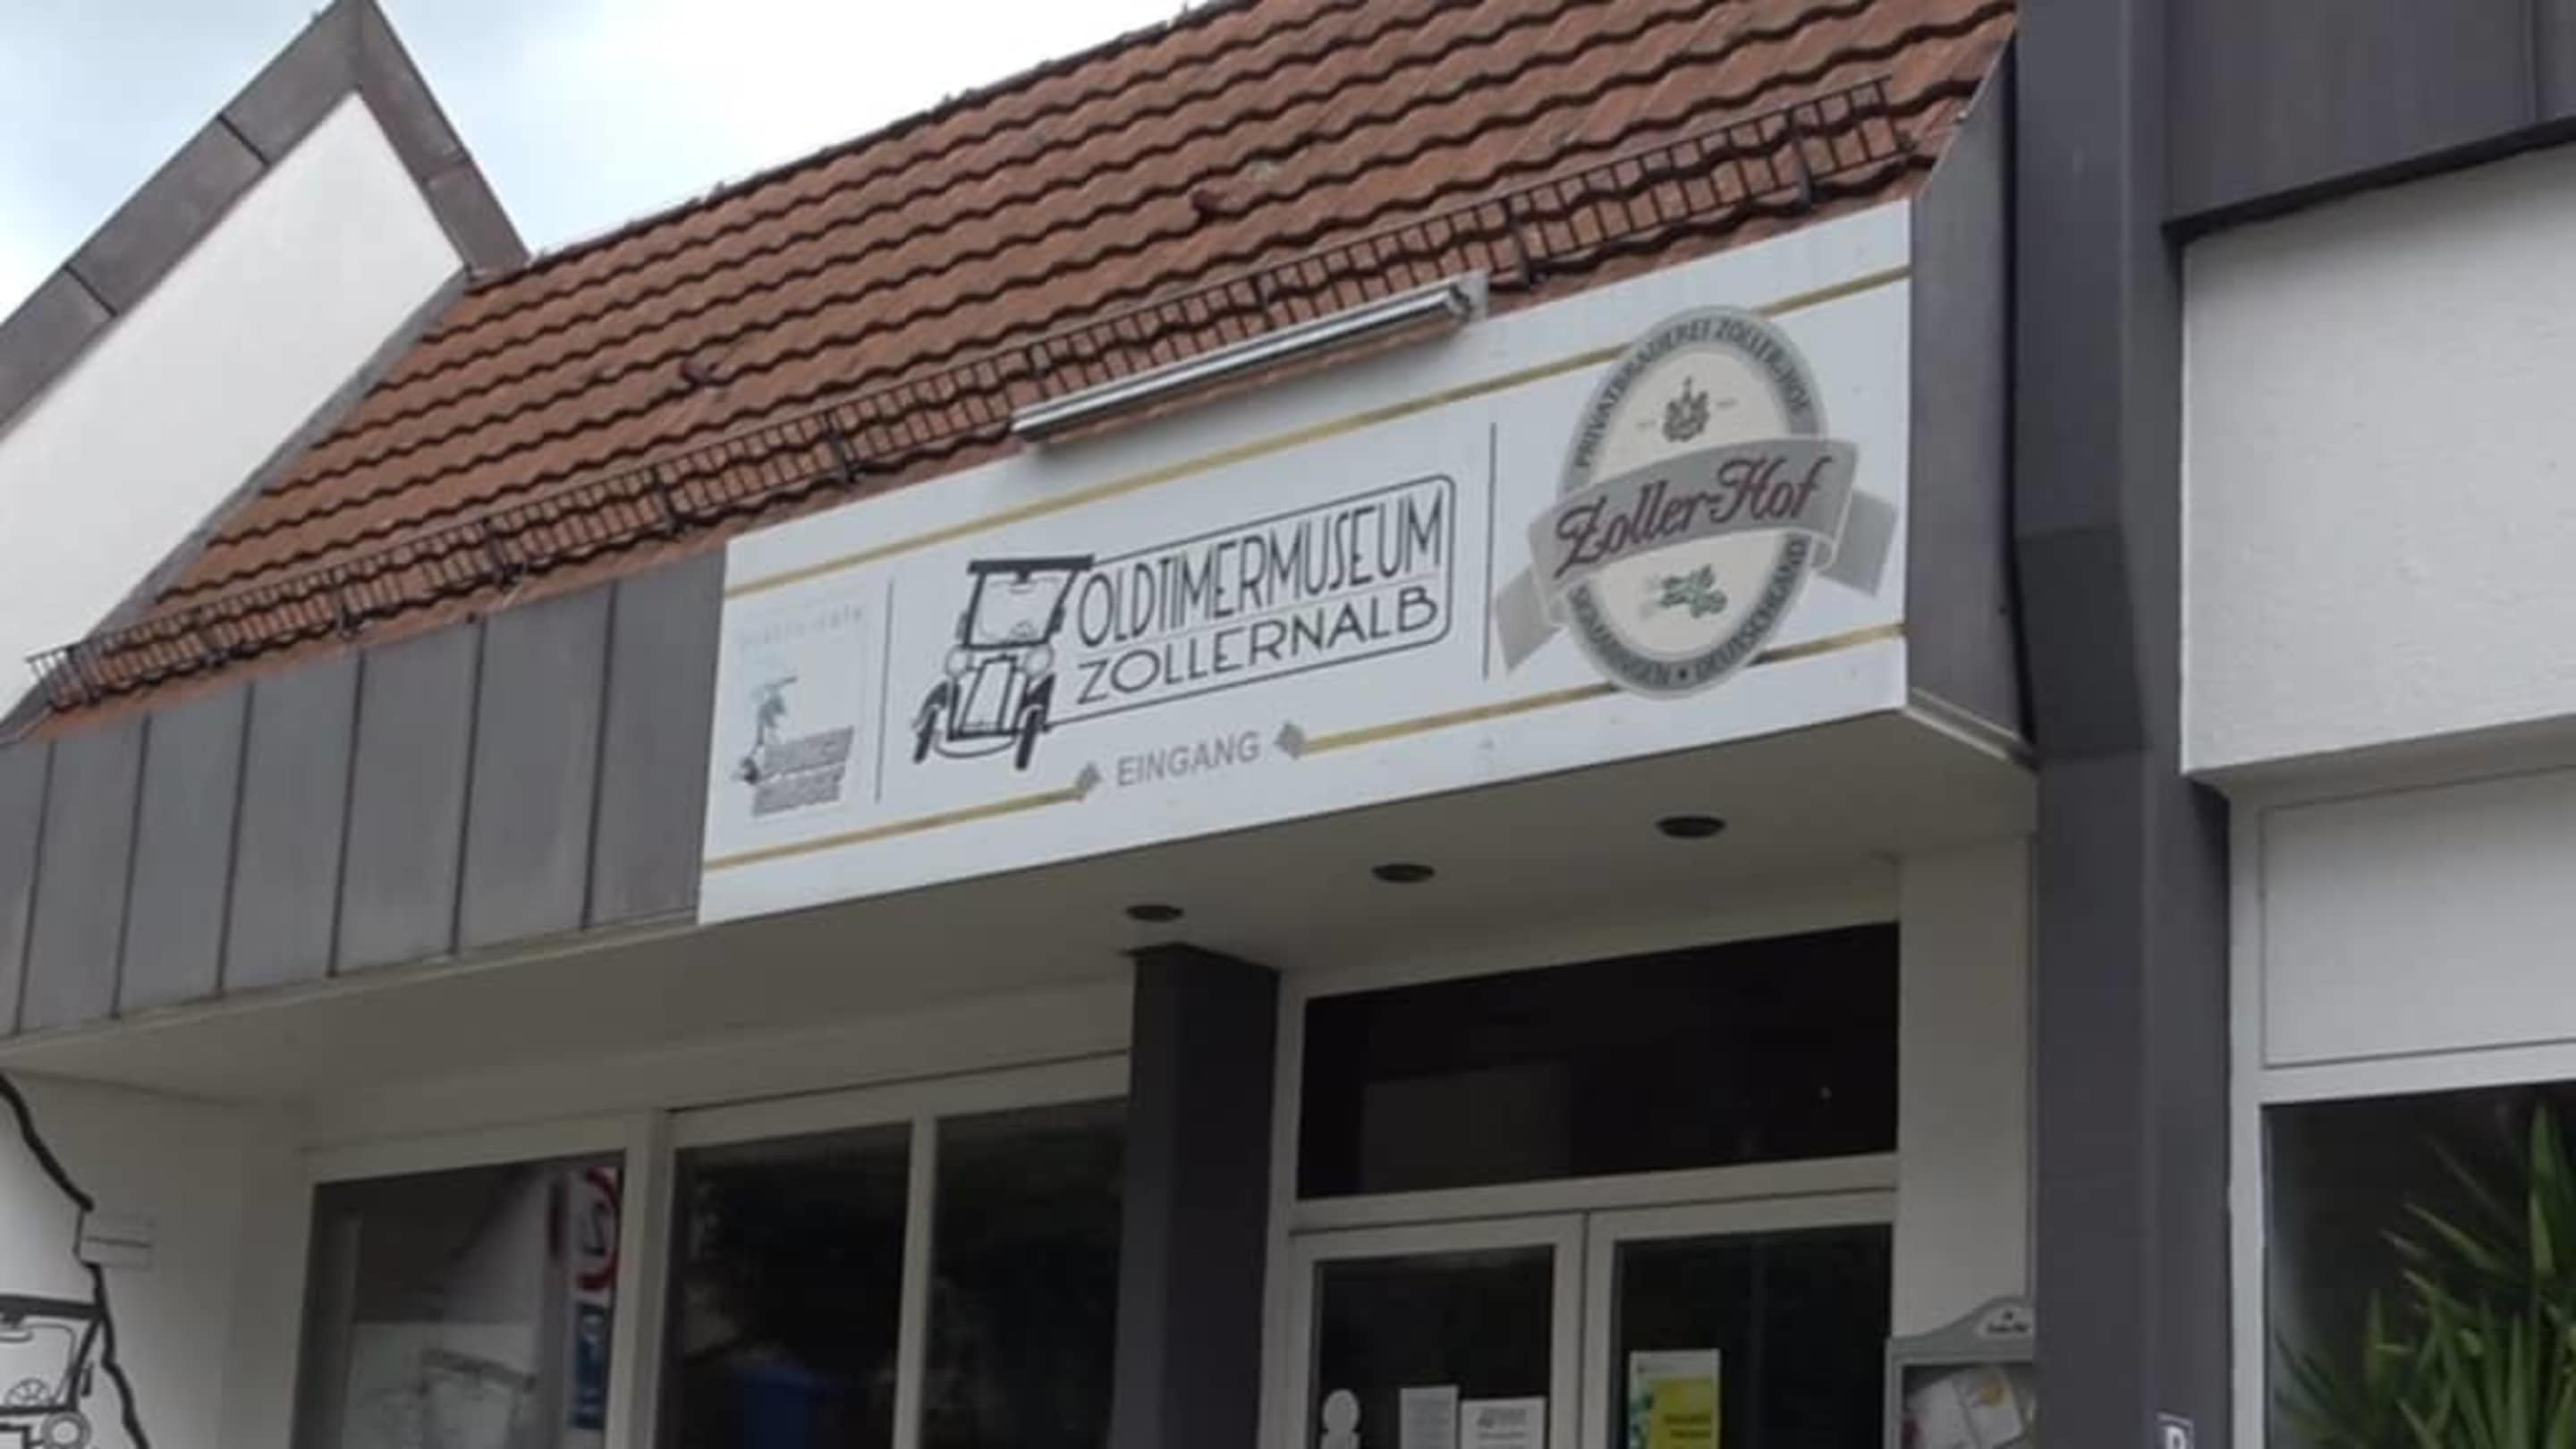 OLDTIMERMUSEUM
ZOLLERNALB
EINGANG
PRIVATBRAUEREI ZOLLER-HOF
Zoller-Hof
SIGMARINGEN • DEUTSCHLAND